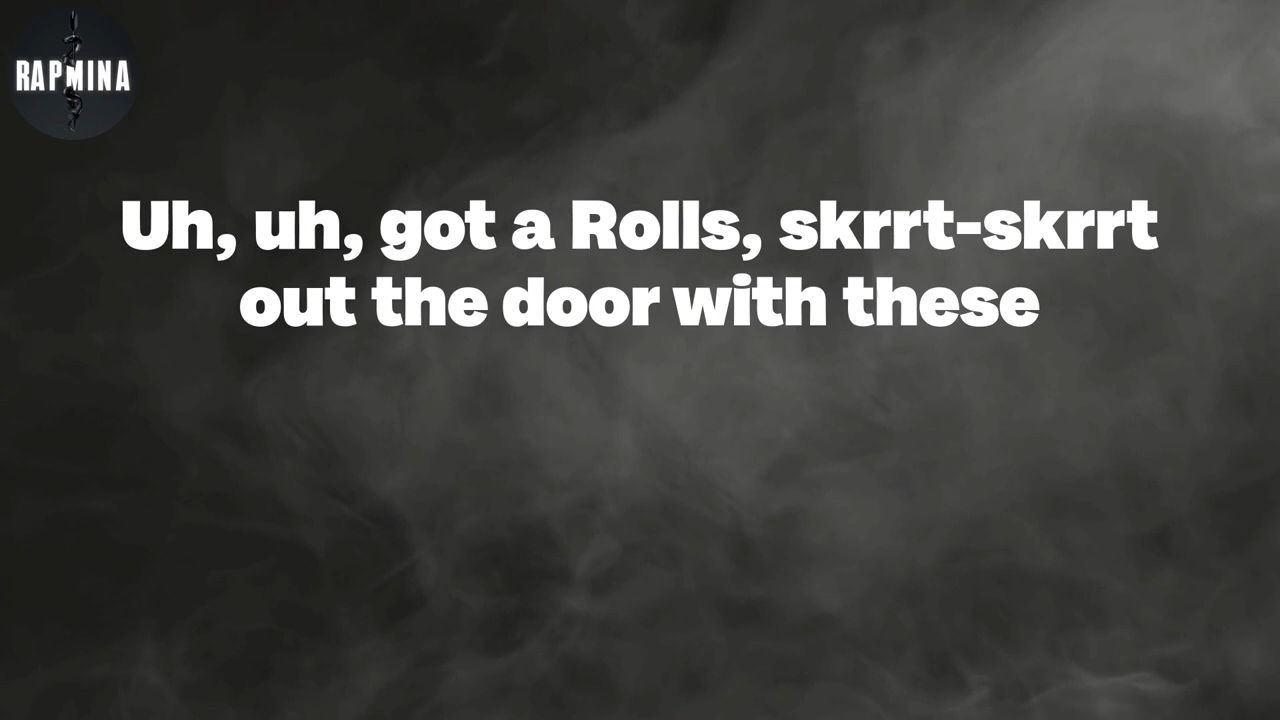 RAPMINA
Uh, uh, got a Rolls, skrrt-skrrt
out the door with these